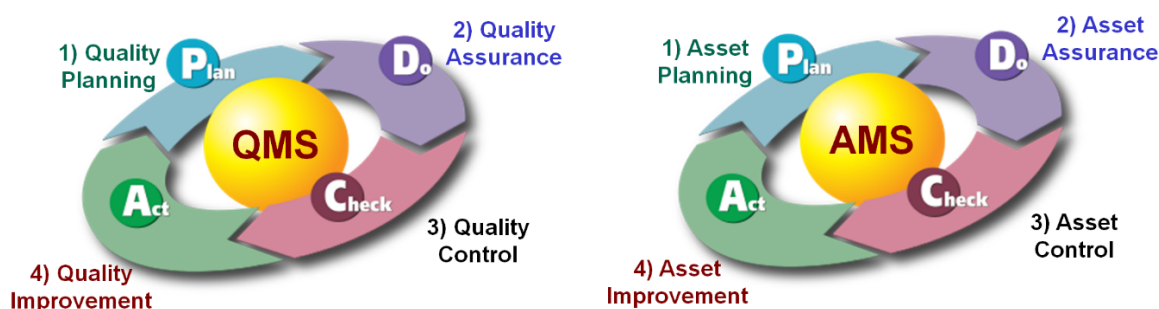 1) Quality
Planning
Plan
2) Quality
Assurance
Do
QMS
Act
Check
3) Quality
Control
4) Quality
Improvement
1) Asset
Planning
Plan
2) Asset
Assurance
Do
AMS
Act
Check
3) Asset
Control
4) Asset
Improvement